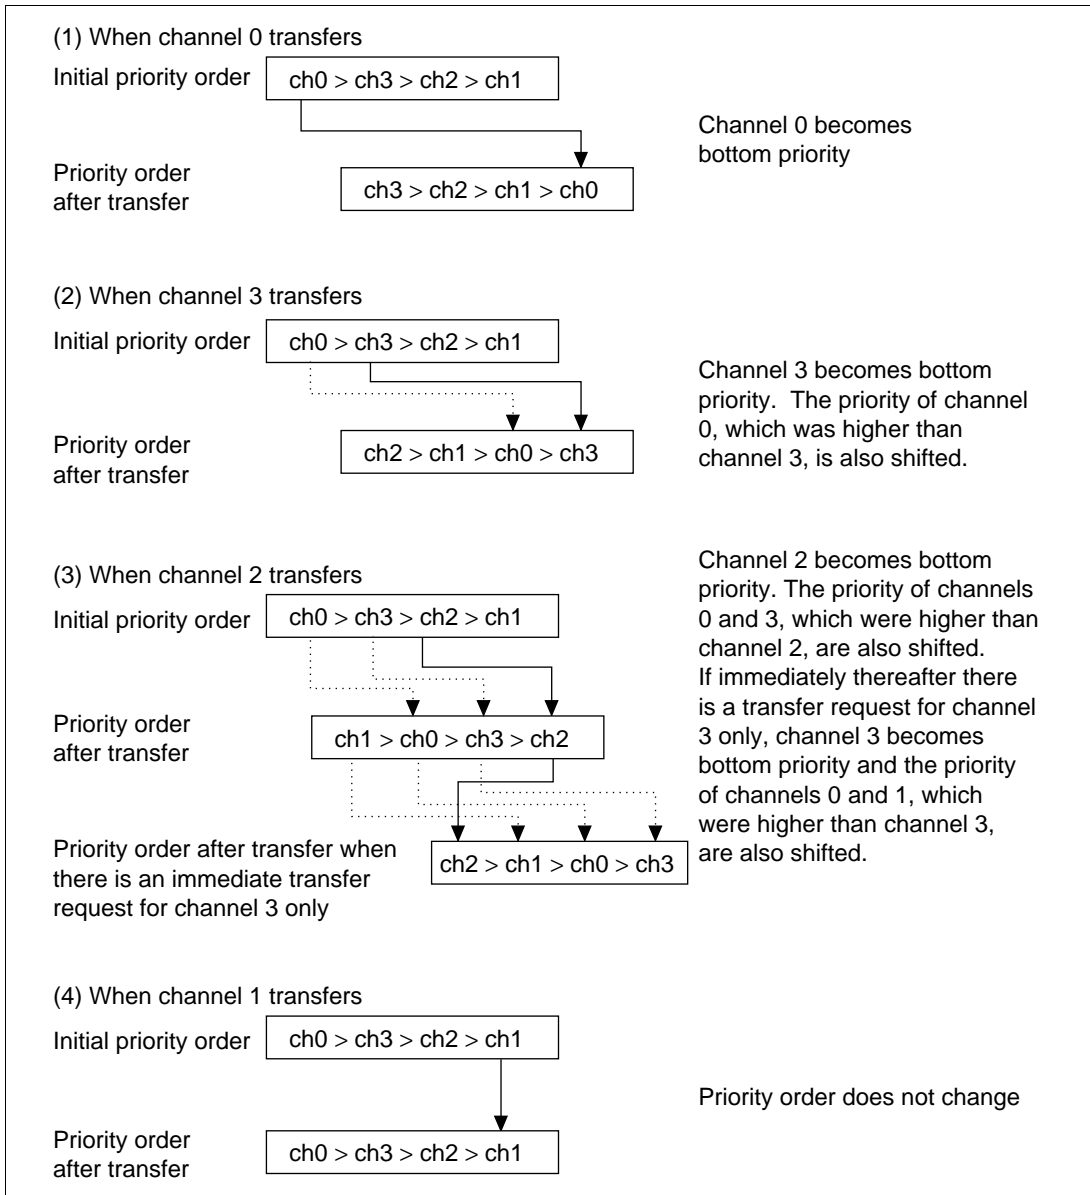 (1) When channel 0 transfers
Initial priority order
ch0 > ch3 > ch2 > ch1
Channel 0 becomes
bottom priority
Priority order
after transfer
ch3 > ch2 > ch1 > ch0
(2) When channel 3 transfers
Initial priority order
ch0 > ch3 > ch2 > ch1
Channel 3 becomes bottom
priority.  The priority of channel
0, which was higher than
channel 3, is also shifted.
Priority order
after transfer
ch2 > ch1 > ch0 > ch3
(3) When channel 2 transfers
Initial priority order
ch0 > ch3 > ch2 > ch1
Channel 2 becomes bottom
priority. The priority of channels
0 and 3, which were higher than
channel 2, are also shifted.
If immediately thereafter there
is a transfer request for channel
3 only, channel 3 becomes
bottom priority and the priority
of channels 0 and 1, which
were higher than channel 3,
are also shifted.
Priority order
after transfer
ch1 > ch0 > ch3 > ch2
Priority order after transfer when
there is an immediate transfer
request for channel 3 only
ch2 > ch1 > ch0 > ch3
(4) When channel 1 transfers
Initial priority order
ch0 > ch3 > ch2 > ch1
Priority order does not change
Priority order
after transfer
ch0 > ch3 > ch2 > ch1